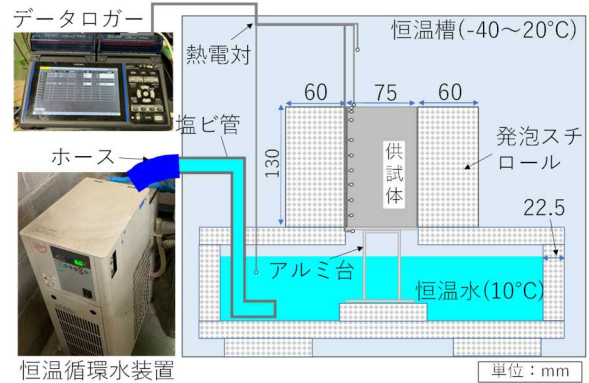 データロガー
熱電対
恒温槽(-40～20℃)
60
75
60
塩ビ管
ホース
130
供試体
発泡スチ
ロール
22.5
アルミ台
恒温水(10℃)
恒温循環水装置
単位：mm